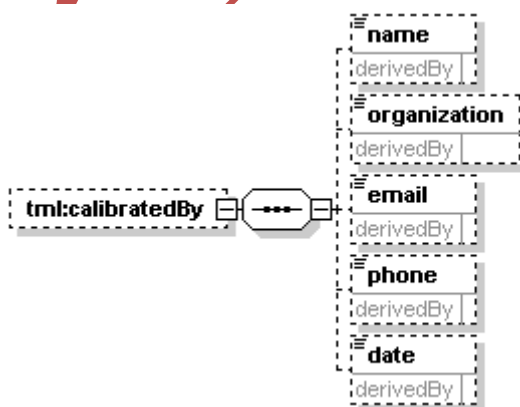 name
derivedBy
organization
derivedBy
tml:calibratedBy
email
derivedBy
phone
derivedBy
date
derivedBy